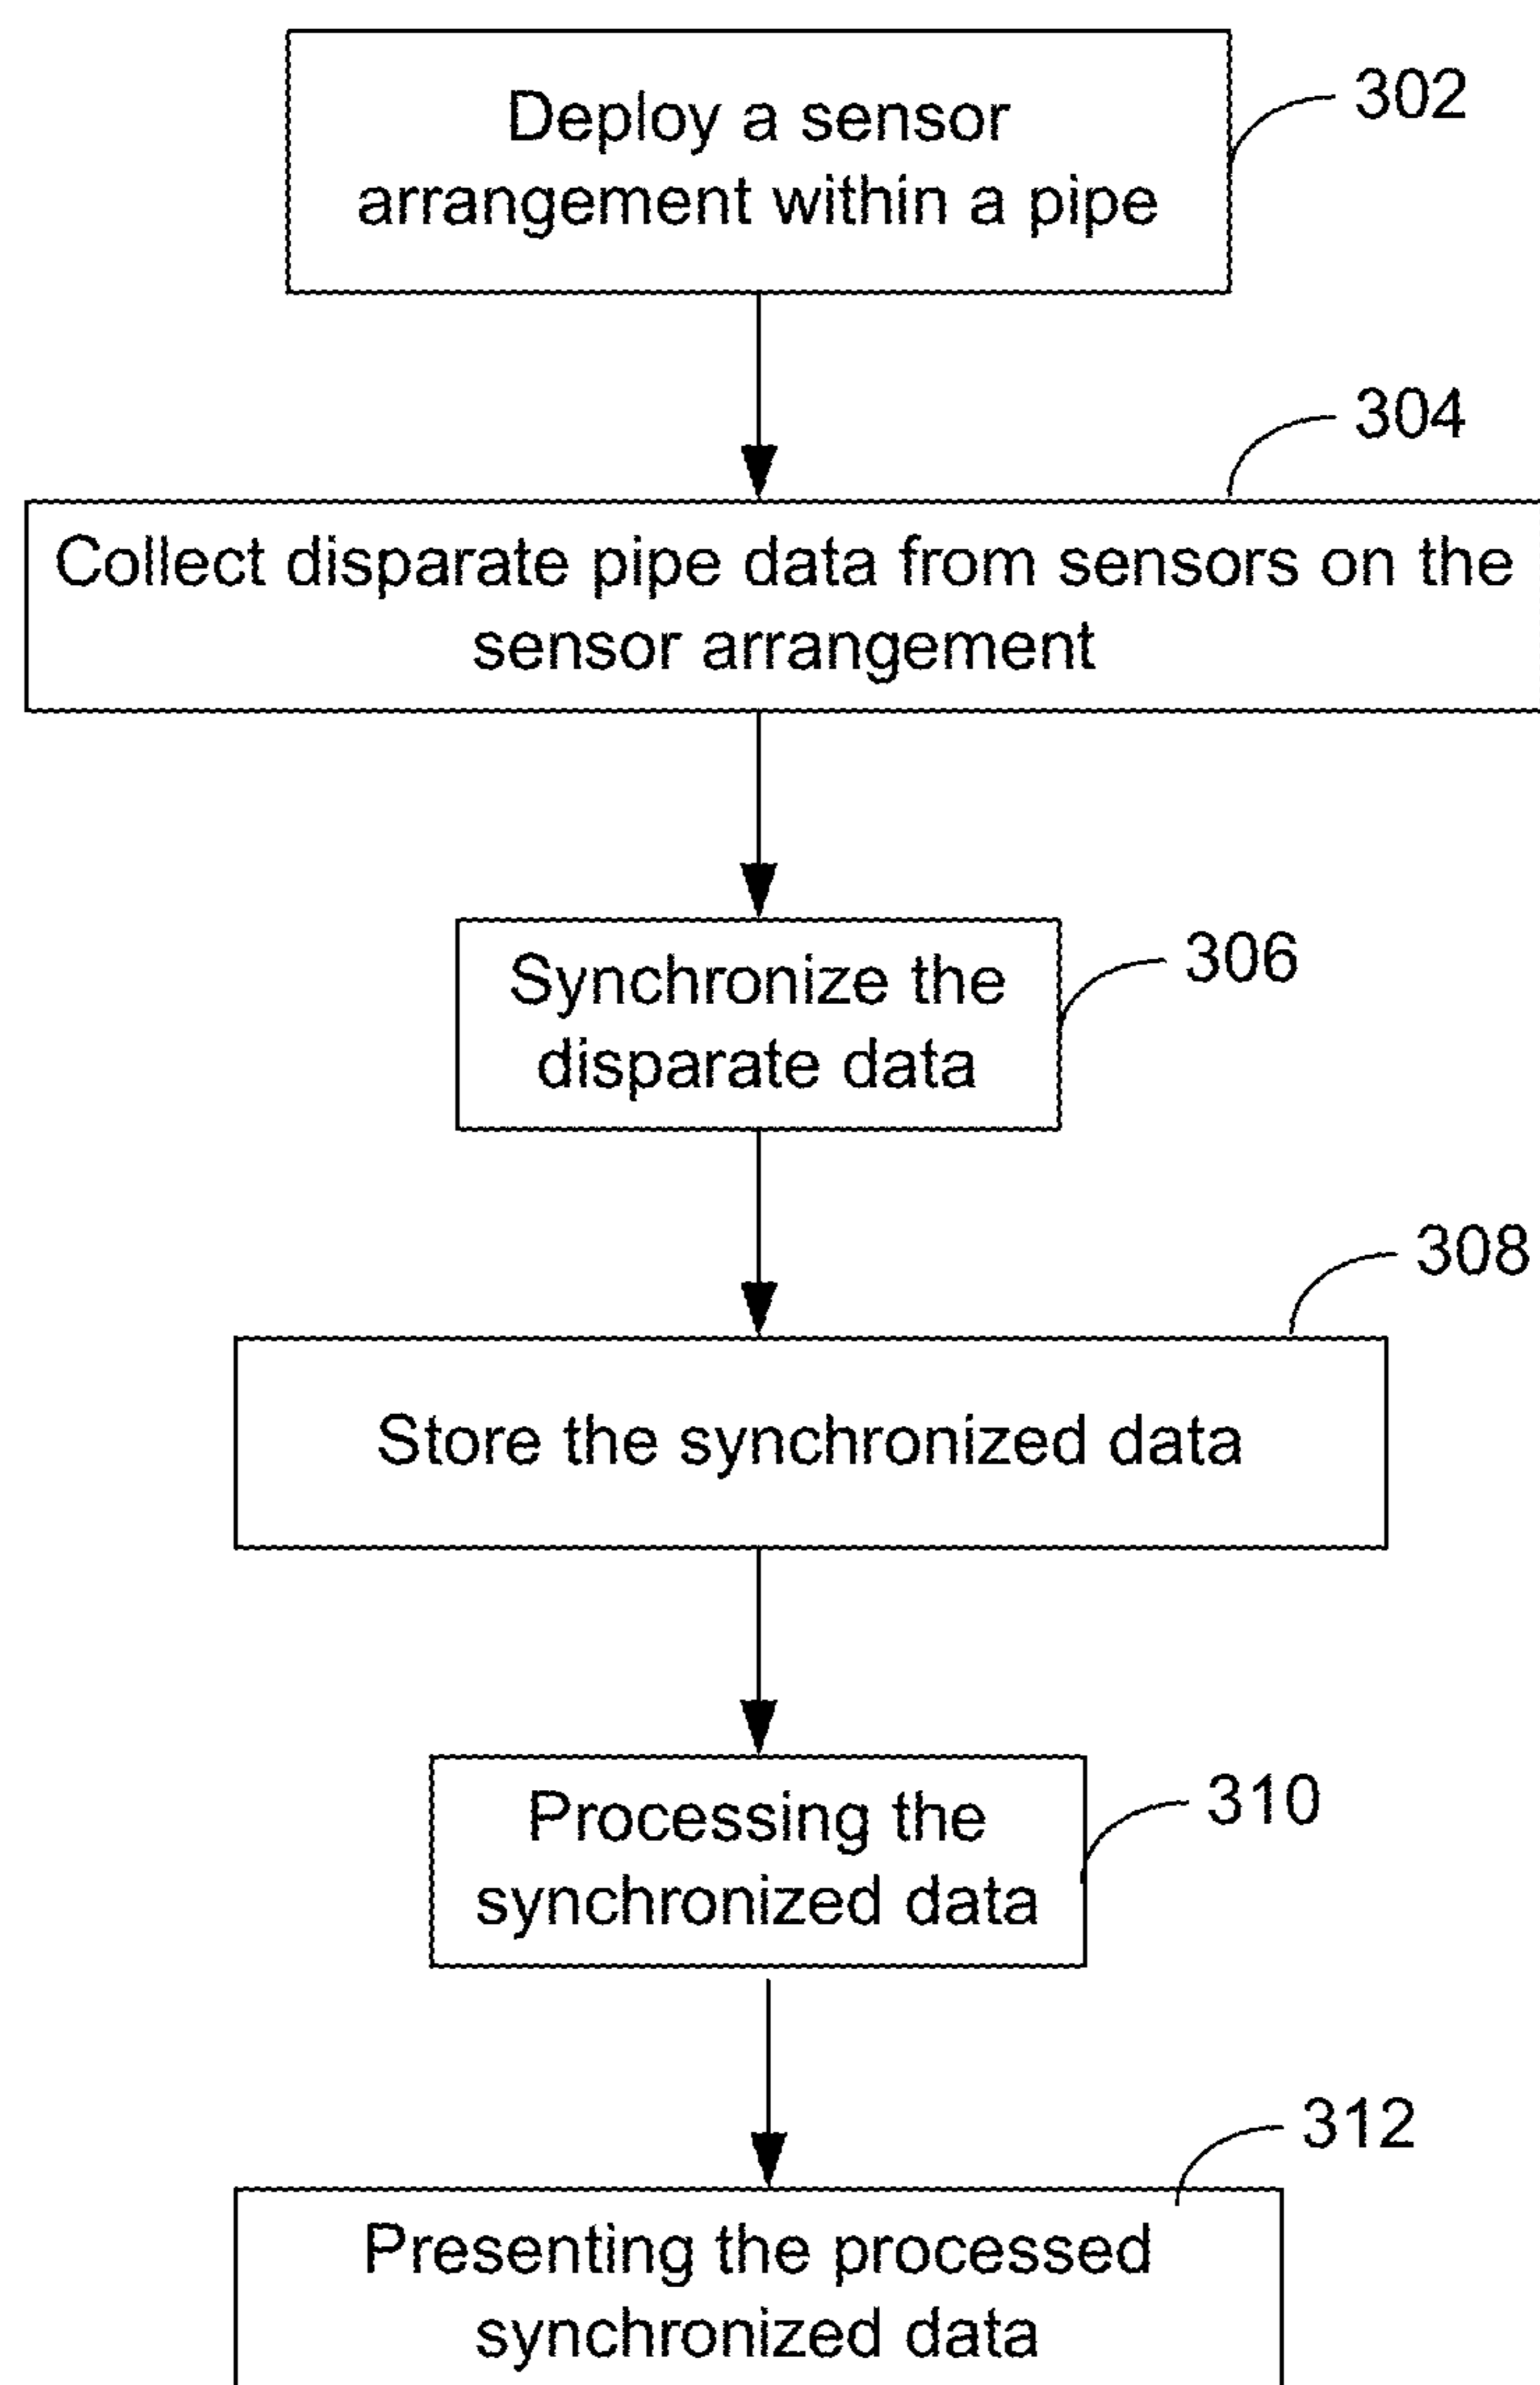 Deploy a sensor
arrangement within a pipe
302
304
Collect disparate pipe data from sensors on the
sensor arrangement
Synchronize the
disparate data
306
308
Store the synchronized data
Processing the
synchronized data
310
312
Presenting the processed
synchronized data